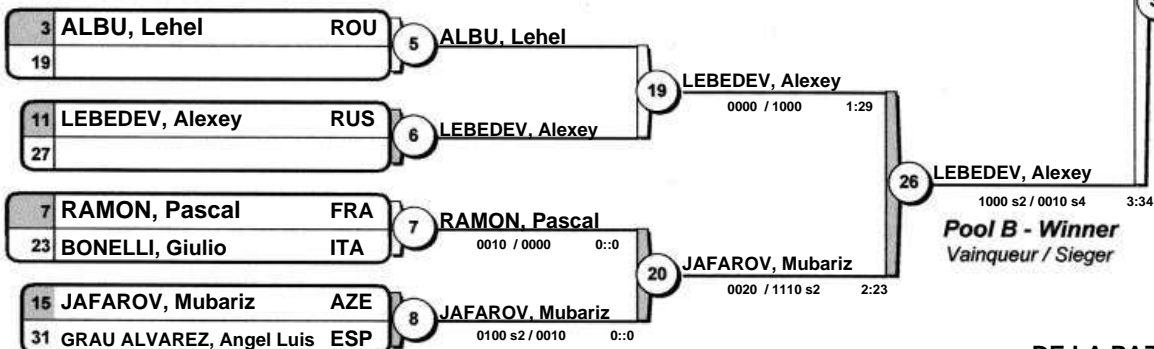 3 ALBU, Lehel ROU
19
5 ALBU, Lehel
11 LEBEDEV, Alexey RUS
27
6 LEBEDEV, Alexey
19 LEBEDEV, Alexey
0000 / 1000 1:29
7 RAMON, Pascal FRA
23 BONELLI, Giulio ITA
7 RAMON, Pascal
0010 / 0000 0::0
15 JAFAROV, Mubariz AZE
31 GRAU ALVAREZ, Angel Luis ESP
8 JAFAROV, Mubariz
0100 s2 / 0010 0::0
20 JAFAROV, Mubariz
0020 / 1110 s2 2:23
26 LEBEDEV, Alexey
1000 s2 / 0010 s4 3:34
Pool B - Winner
Vainqueur / Sieger